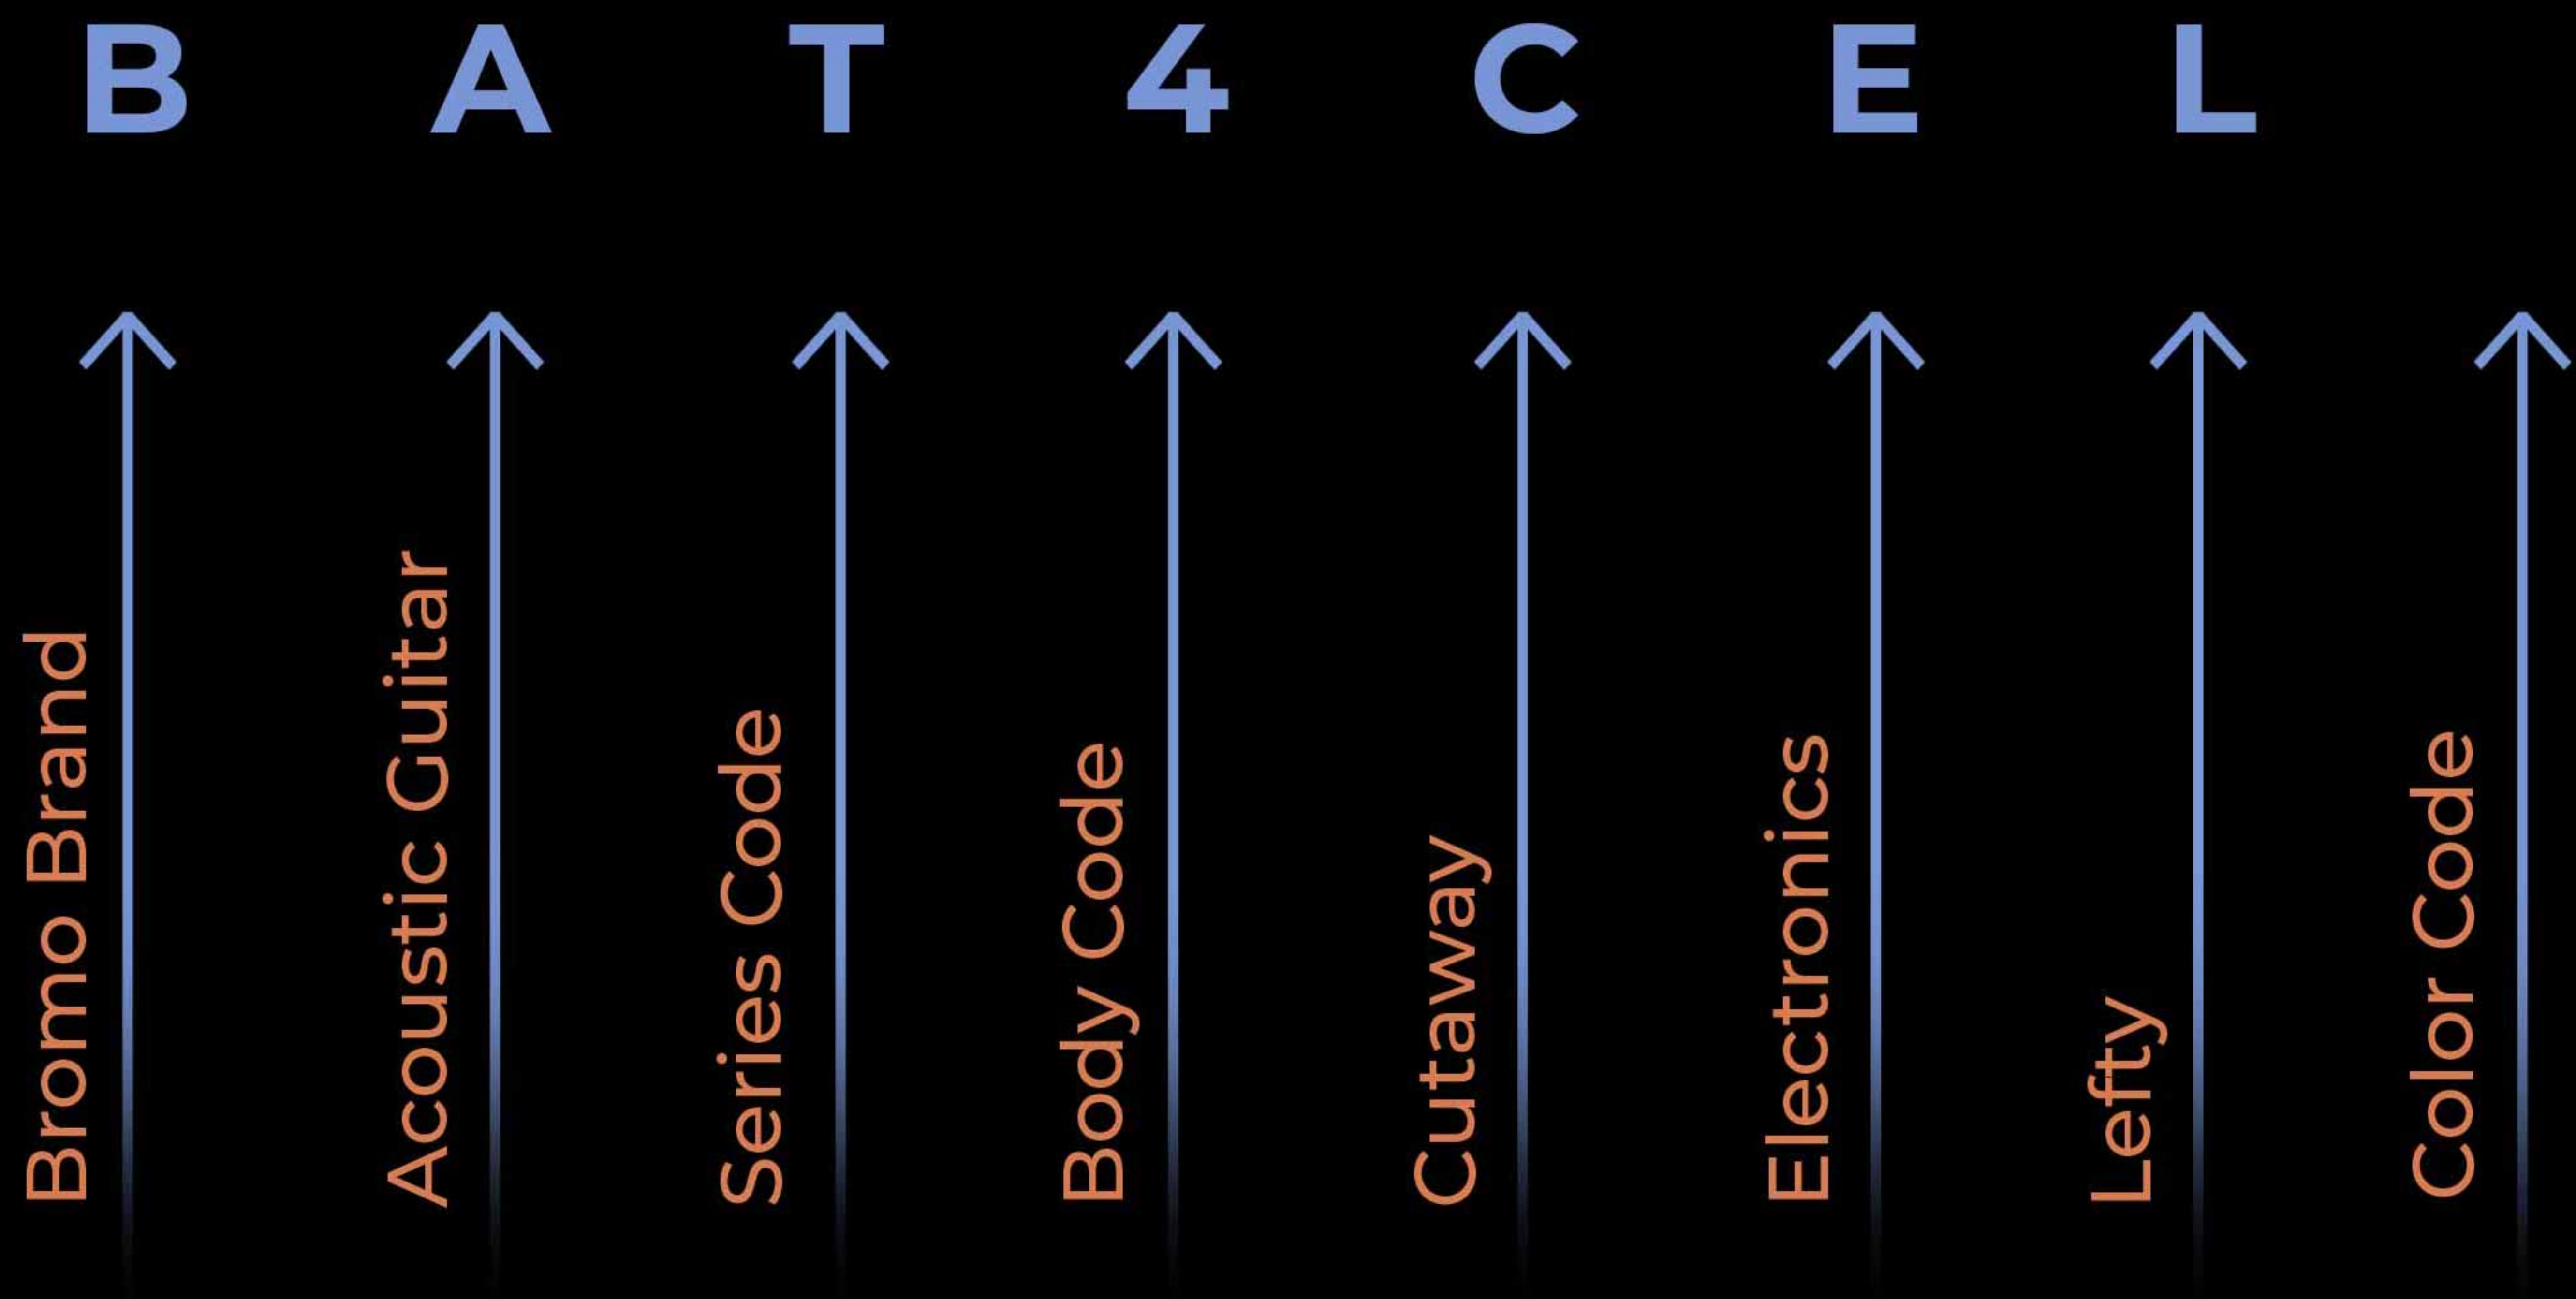 B A T 4 C E L
Bromo Brand
Acoustic Guitar
Series Code
Body Code
Cutaway
Electronics
Lefty
Color Code